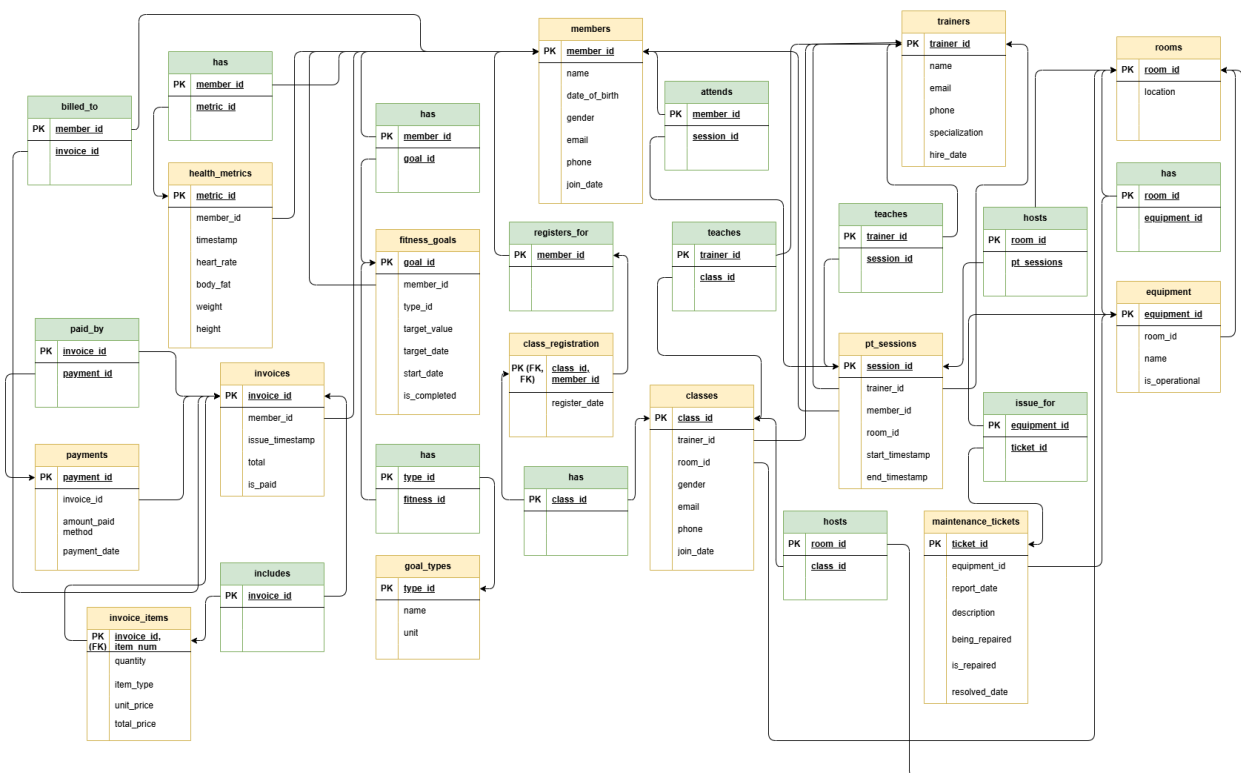 members
PK member_id
name
date_of_birth
gender
email
phone
join_date
trainers
PK trainer_id
name
email
phone
specialization
hire_date
rooms
PK room_id
location
has
PK member_id
metric_id
billed_to
PK member_id
invoice_id
has
PK member_id
goal_id
attends
PK member_id
session_id
health_metrics
PK metric_id
member_id
timestamp
heart_rate
body_fat
weight
height
has
PK room_id
equipment_id
teaches
PK trainer_id
session_id
hosts
PK room_id
pt_sessions
registers_for
PK member_id
teaches
PK trainer_id
class_id
fitness_goals
PK goal_id
member_id
type_id
target_value
target_date
start_date
is_completed
equipment
PK equipment_id
room_id
name
is_operational
paid_by
PK invoice_id
payment_id
class_registration
PK (FK, FK) class_id, member_id
register_date
pt_sessions
PK session_id
trainer_id
member_id
room_id
start_timestamp
end_timestamp
invoices
PK invoice_id
member_id
issue_timestamp
total
is_paid
classes
PK class_id
trainer_id
room_id
gender
email
phone
join_date
issue_for
PK equipment_id
ticket_id
payments
PK payment_id
invoice_id
amount_paid
method
payment_date
has
PK type_id
fitness_id
has
PK class_id
hosts
PK room_id
class_id
maintenance_tickets
PK ticket_id
equipment_id
report_date
description
being_repaired
is_repaired
resolved_date
goal_types
PK type_id
name
unit
includes
PK invoice_id
invoice_items
PK (FK) invoice_id, item_num
quantity
item_type
unit_price
total_price